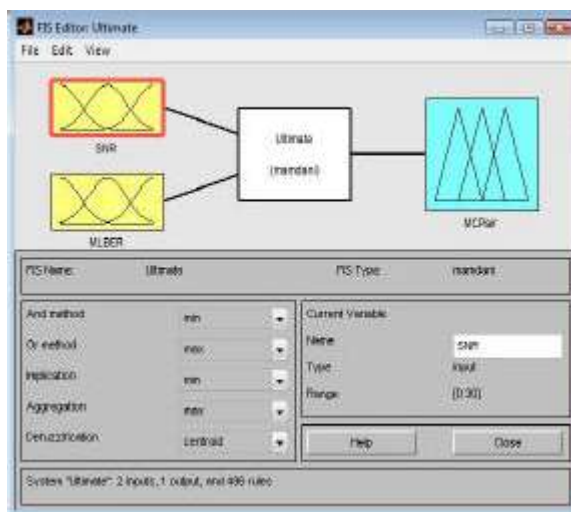 FIS Editor: Ultimate
File Edit View
SNR
Ultimate
(mamdani)
MLBER
MCPair
FIS Name: Ultimate FIS Type: mamdani
And method min
Or method max
Implication min
Aggregation max
Defuzzification centroid
Current Variable
Name SNR
Type input
Range [0 30]
Help Close
System "Ultimate": 2 inputs, 1 output, and rules